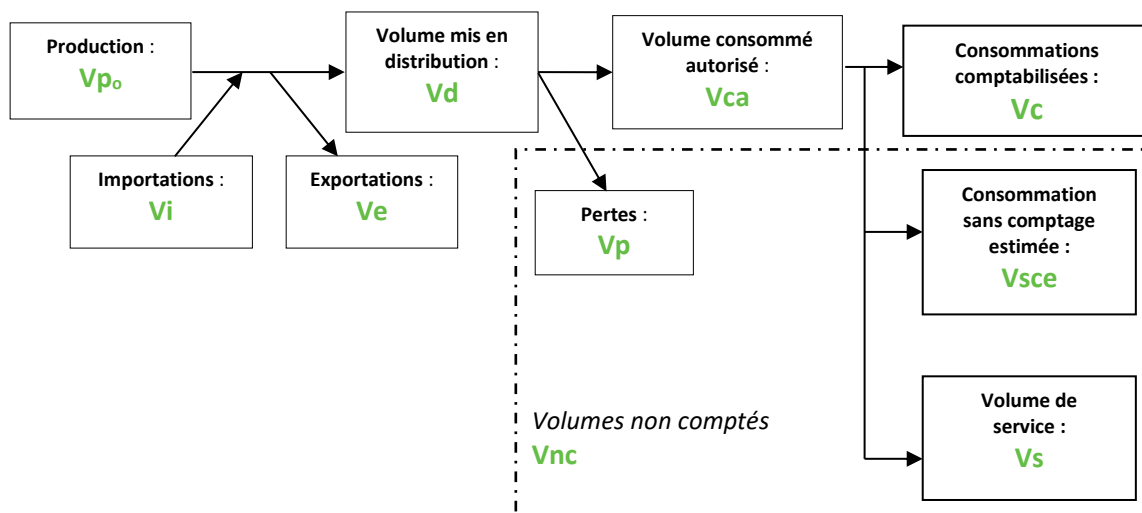 Production :
Vpₒ
Volume mis en
distribution :
Vd
Volume consommé
autorisé :
Vca
Consommations
comptabilisées :
Vc
Importations :
Vi
Exportations :
Ve
Pertes :
Vp
Consommation
sans comptage
estimée :
Vsce
Volumes non comptés
Vnc
Volume de
service :
Vs